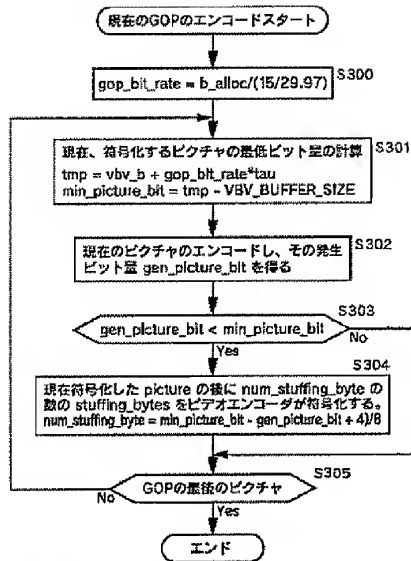 現在のGOPのエンコードスタート
S300
gop_bit_rate = b_alloc/(15/29.97)
S301
現在、符号化するピクチャの最低ビット量の計算
tmp = vbv_b + gop_bit_rate*tau
min_picture_bit = tmp - VBV_BUFFER_SIZE
S302
現在のピクチャのエンコードし、その発生
ビット量 gen_picture_bit を得る
S303
gen_picture_bit < min_picture_bit
No
Yes
S304
現在符号化した picture の後に num_stuffing_byte の
数の stuffing_bytes をビデオエンコーダが符号化する。
num_stuffing_byte = min_picture_bit - gen_picture_bit + 4)/8
S305
GOPの最後のピクチャ
No
Yes
エンド